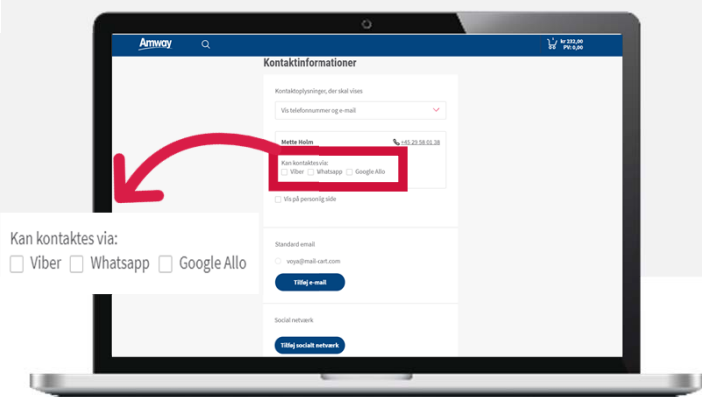 Amway
kr 232,00
PV: 0,00
Kontaktinformationer
Kontaktoplysninger, der skal vises
Vis telefonnummer og e-mail
Mette Holm +45 23 58 01 38
Kan kontaktes via:
Viber Whatsapp Google Allo
Vis på personlig side
Kan kontaktes via:
Viber Whatsapp Google Allo
Standard email
voya@mail-cart.com
Tilføj e-mail
Social netværk
Tilføj socialt netværk